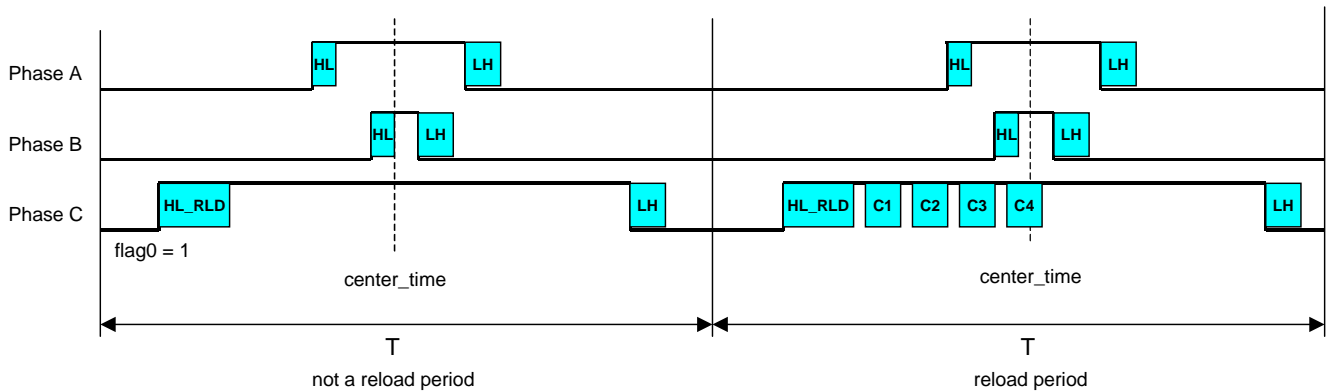 Phase A HL LH HL LH
Phase B HL LH HL LH
Phase C HL_RLD LH HL_RLD C1 C2 C3 C4 LH
flag0 = 1
center_time center_time
T T
not a reload period reload period